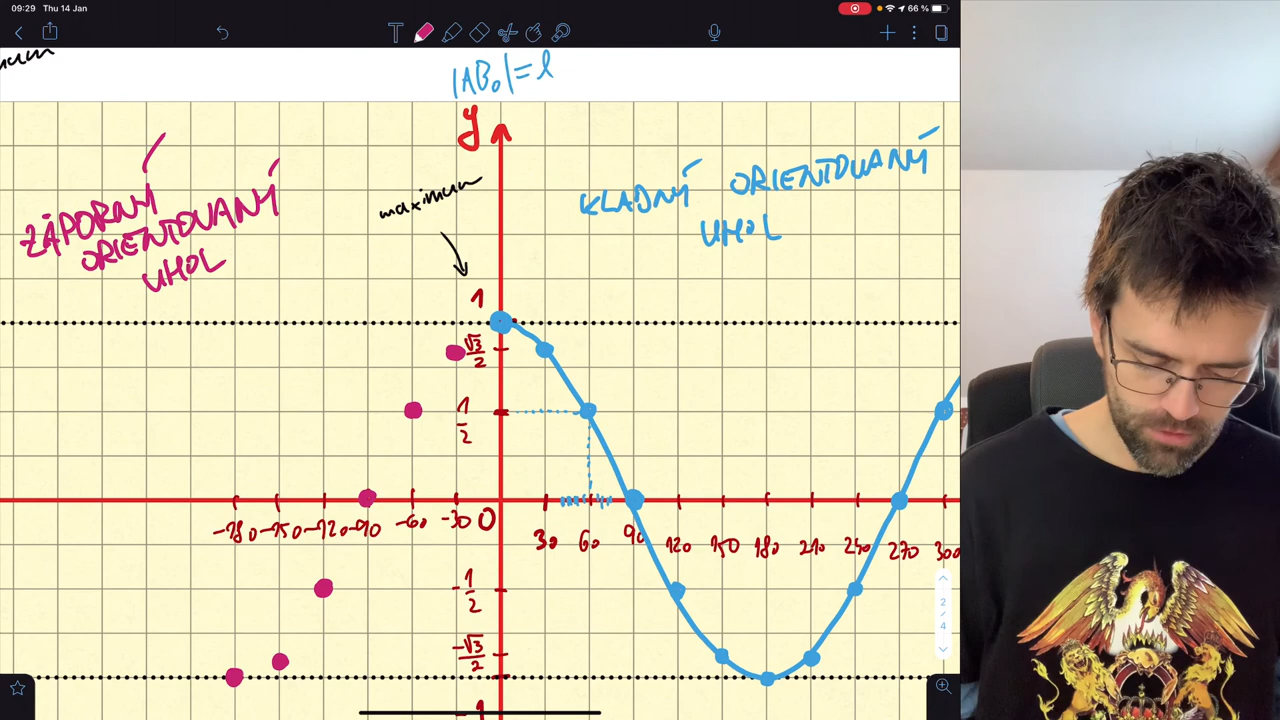 09:29 Thu 14 Jan
66 %
|AB₀|=l
y
ZÁPORNÝ
ORIENTOVANÝ
UHOL
maximum
KLADNÝ ORIENTOVANÝ
UHOL
1
√3/2
1/2
-180 -150 -120 -90 -60 -30 0 30 60 90 120 150 180 210 240 270 300
-1/2
-√3/2
-1
2/4